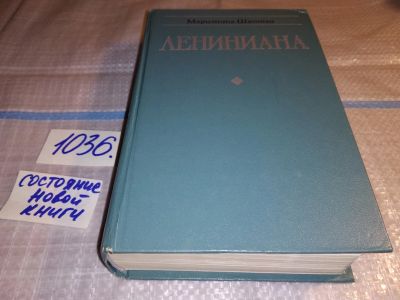 Мариэтта Шагинян
ЛЕНИНИАНА
1036.
состояние
новой
книги